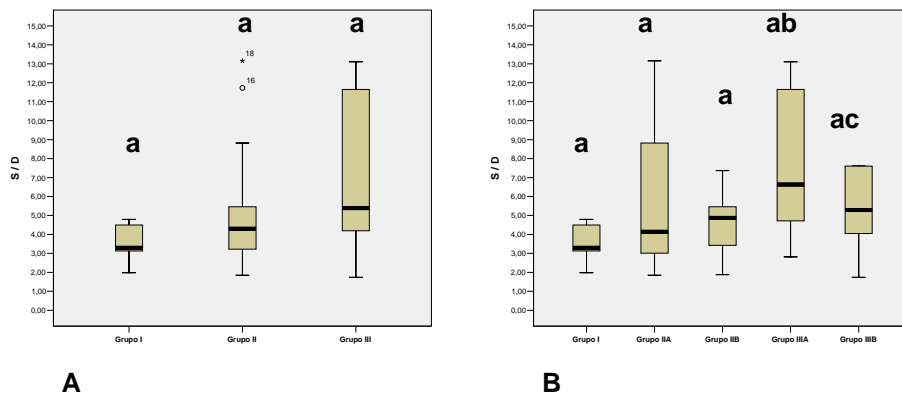 a
a
a
15,00
14,00
13,00
12,00
11,00
10,00
9,00
8,00
7,00
6,00
5,00
4,00
3,00
2,00
1,00
0,00
S / D
18
16
Grupo I Grupo II Grupo III
A
a
a
a
ab
ac
15,00
14,00
13,00
12,00
11,00
10,00
9,00
8,00
7,00
6,00
5,00
4,00
3,00
2,00
1,00
0,00
S / D
Grupo I Grupo IIA Grupo IIB Grupo IIIA Grupo IIIB
B